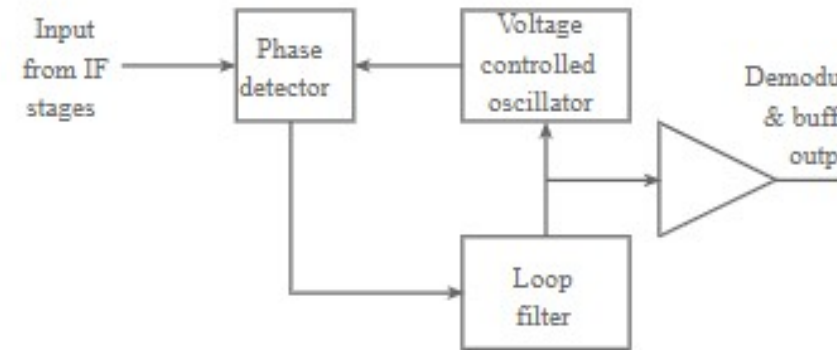 Input
from IF
stages
Phase
detector
Voltage
controlled
oscillator
Loop
filter
&